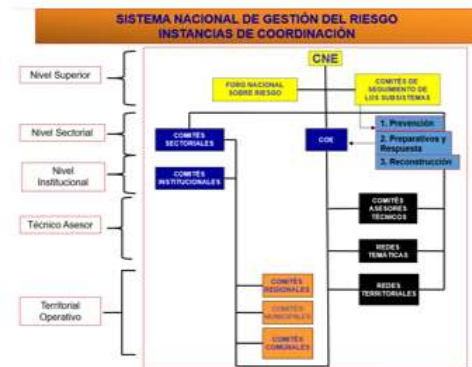 SISTEMA NACIONAL DE GESTIÓN DEL RIESGO
INSTANCIAS DE COORDINACIÓN
CNE
Nivel Superior
FORO NACIONAL
SOBRE RIESGO
COMITÉS DE
SEGUIMIENTO DE
LOS SUBSISTEMAS
Nivel Sectorial
COMITÉS
SECTORIALES
COE
1. Prevención
2. Preparativos y
Respuesta
3. Reconstrucción
Nivel
Institucional
COMITÉS
INSTITUCIONALES
Técnico Asesor
COMITÉS
ASESORES
TÉCNICOS
REDES
TEMÁTICAS
REDES
TERRITORIALES
Territorial
Operativo
COMITÉS
REGIONALES
COMITÉS
MUNICIPALES
COMITÉS
COMUNALES